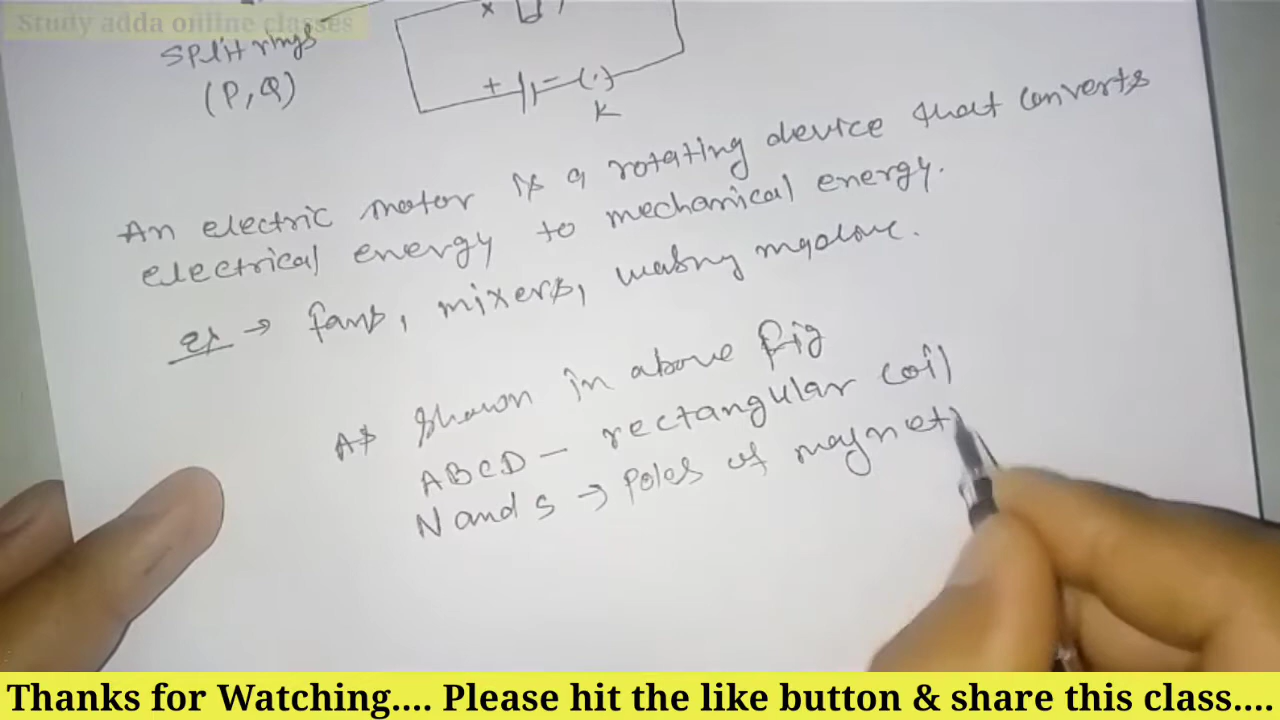 Study adda online classes
Split rings
(P, Q)
x
+ - (.)
K
An electric motor is a rotating device that converts
electrical energy to mechanical energy.
ex → fans, mixers,
As shown in above fig
ABCD - rectangular coil
N and S → Poles of magnet
Thanks for Watching.... Please hit the like button & share this class....